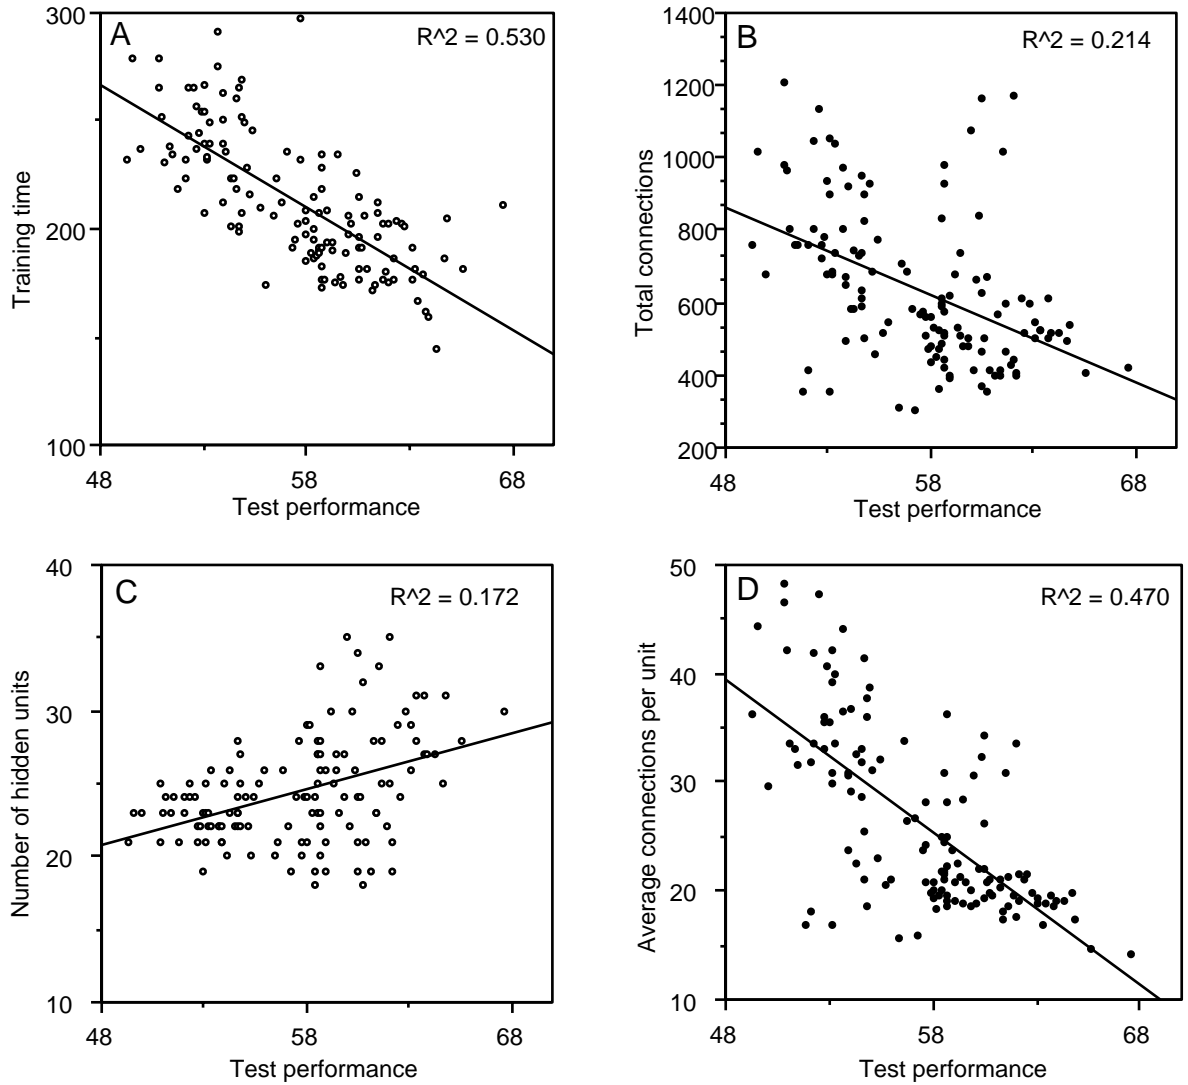 A
R^2 = 0.530
300
200
100
Training time
48
58
68
Test performance
B
R^2 = 0.214
1400
1200
1000
800
600
400
200
Total connections
48
58
68
Test performance
C
R^2 = 0.172
40
30
20
10
Number of hidden units
48
58
68
Test performance
D
R^2 = 0.470
50
40
30
20
10
Average connections per unit
48
58
68
Test performance